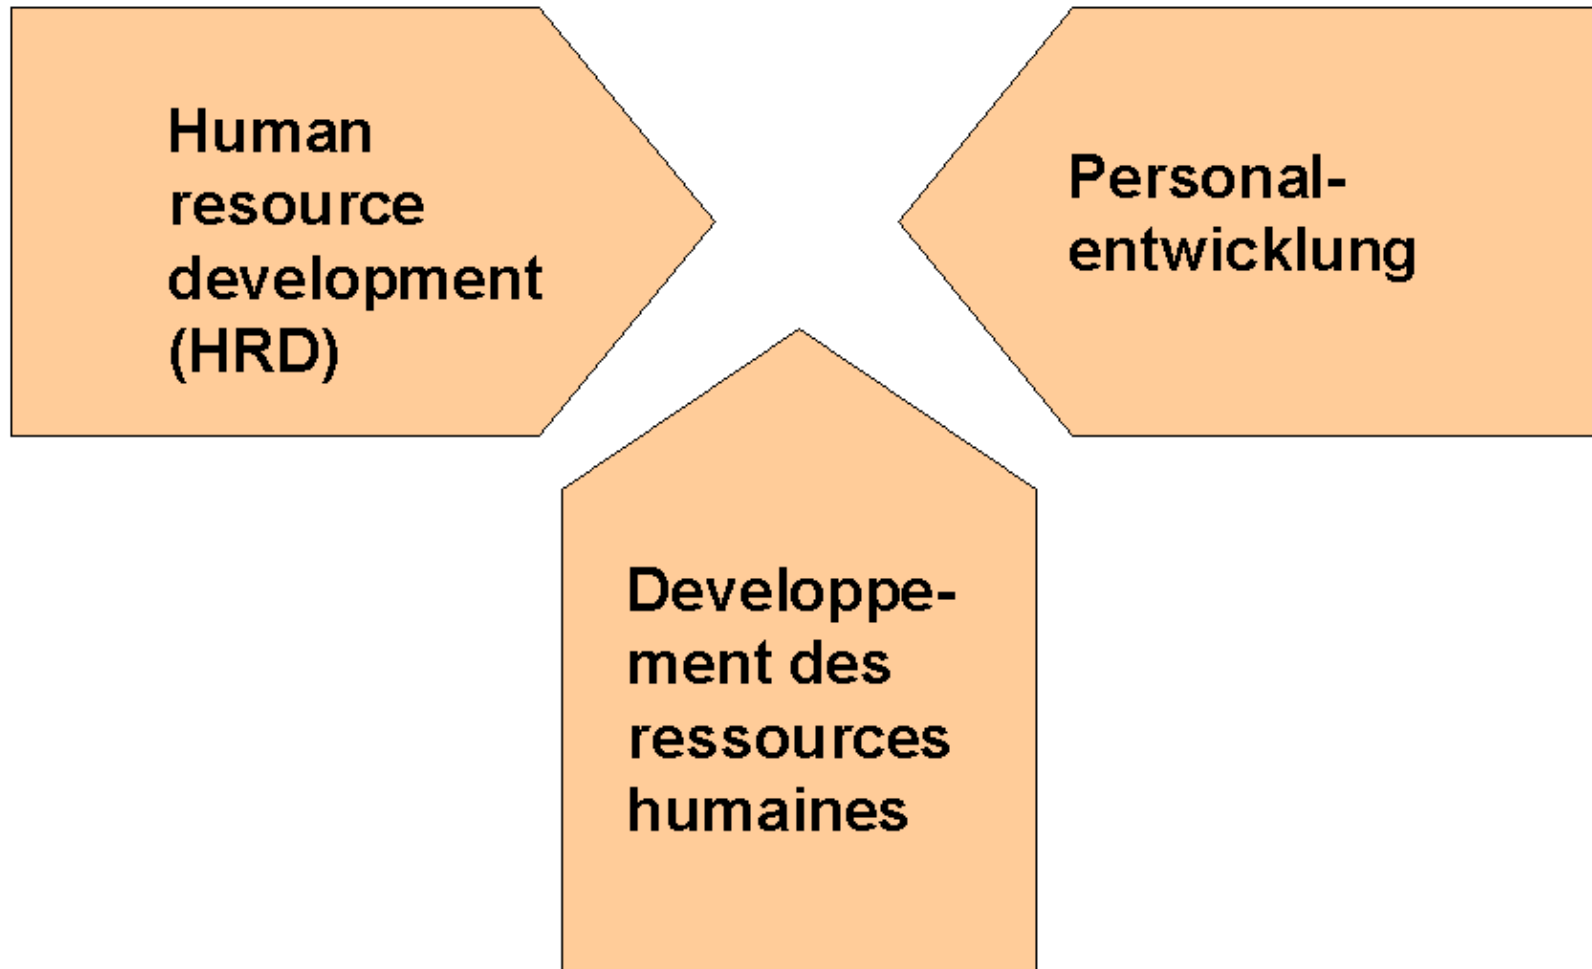 Human
resource
development
(HRD)
Personal-
entwicklung
Developpe-
ment des
ressources
humaines